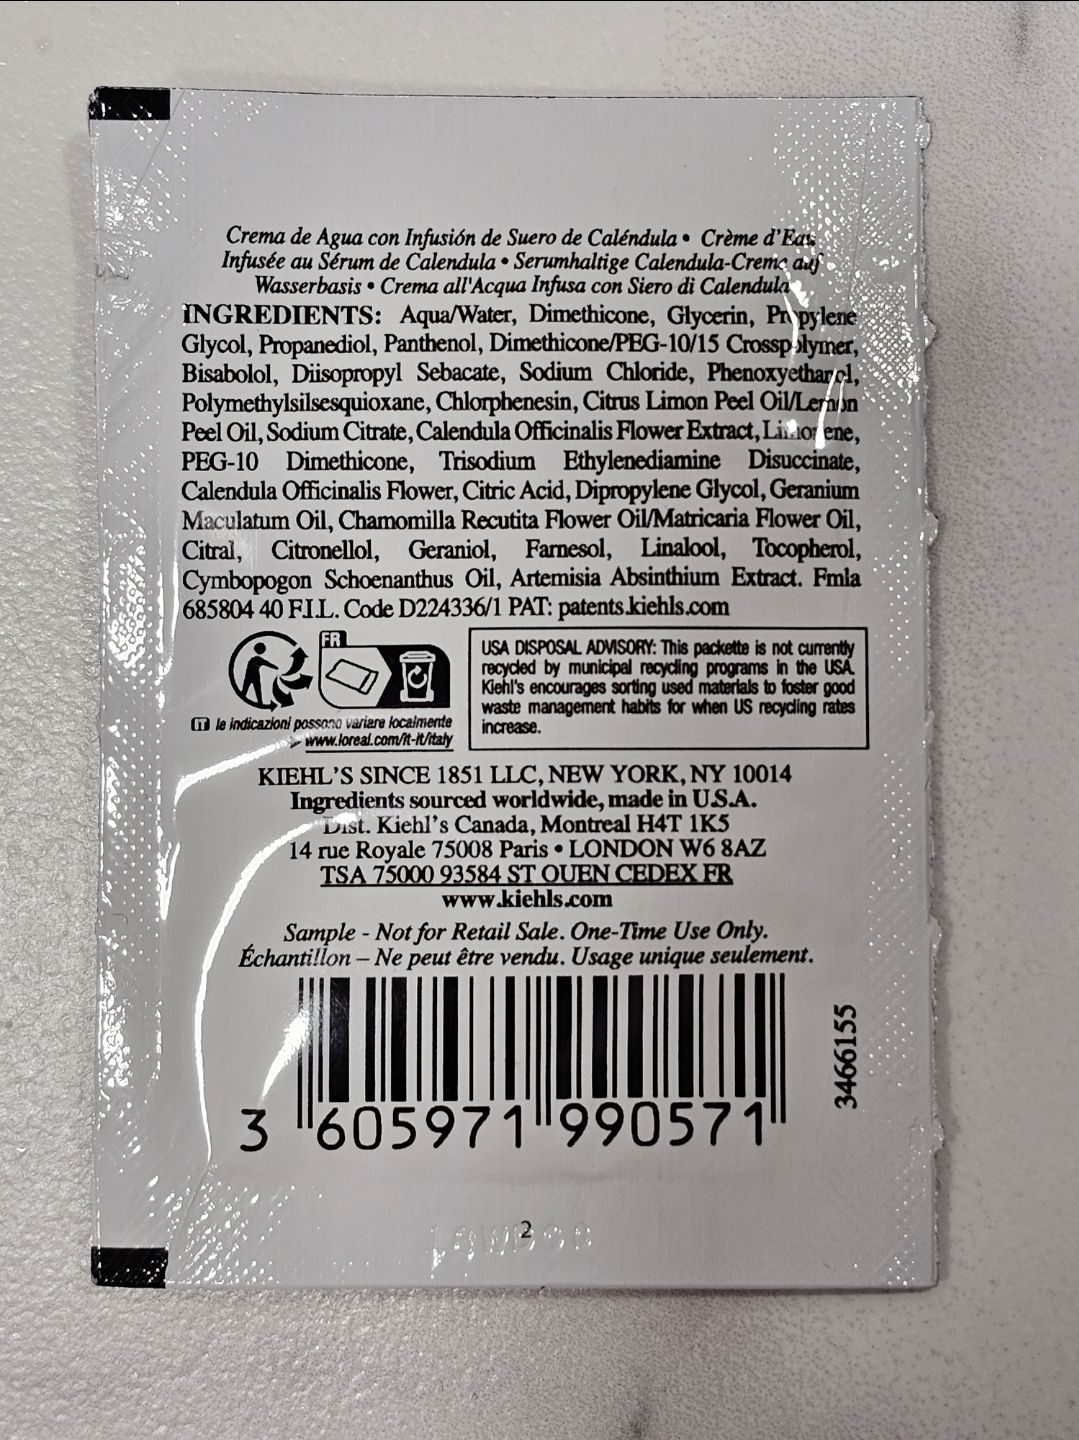 Crema de Agua con Infusión de Suero de Caléndula • Crème d'Eau
Infusée au Sérum de Calendula • Serumhaltige Calendula-Creme auf
Wasserbasis • Crema all'Acqua Infusa con Siero di Calendula
INGREDIENTS: Aqua/Water, Dimethicone, Glycerin, Propylene
Glycol, Propanediol, Panthenol, Dimethicone/PEG-10/15 Crosspolymer,
Bisabolol, Diisopropyl Sebacate, Sodium Chloride, Phenoxyethanol,
Polymethylsilsesquioxane, Chlorphenesin, Citrus Limon Peel Oil/Lemon
Peel Oil, Sodium Citrate, Calendula Officinalis Flower Extract, Limonene,
PEG-10 Dimethicone, Trisodium Ethylenediamine Disuccinate,
Calendula Officinalis Flower, Citric Acid, Dipropylene Glycol, Geranium
Maculatum Oil, Chamomilla Recutita Flower Oil/Matricaria Flower Oil,
Citral, Citronellol, Geraniol, Farnesol, Linalool, Tocopherol,
Cymbopogon Schoenanthus Oil, Artemisia Absinthium Extract. Fmla
685804 40 F.I.L. Code D224336/1 PAT: patents.kiehls.com
FR
IT le indicazioni possono variare localmente
www.loreal.com/it-it/italy
USA DISPOSAL ADVISORY: This packette is not currently
recycled by municipal recycling programs in the USA.
Kiehl's encourages sorting used materials to foster good
waste management habits for when US recycling rates
increase.
KIEHL'S SINCE 1851 LLC, NEW YORK, NY 10014
Ingredients sourced worldwide, made in U.S.A.
Dist. Kiehl's Canada, Montreal H4T 1K5
14 rue Royale 75008 Paris • LONDON W6 8AZ
TSA 75000 93584 ST OUEN CEDEX FR
www.kiehls.com
Sample - Not for Retail Sale. One-Time Use Only.
Échantillon – Ne peut être vendu. Usage unique seulement.
3 605971 990571
3466155
2